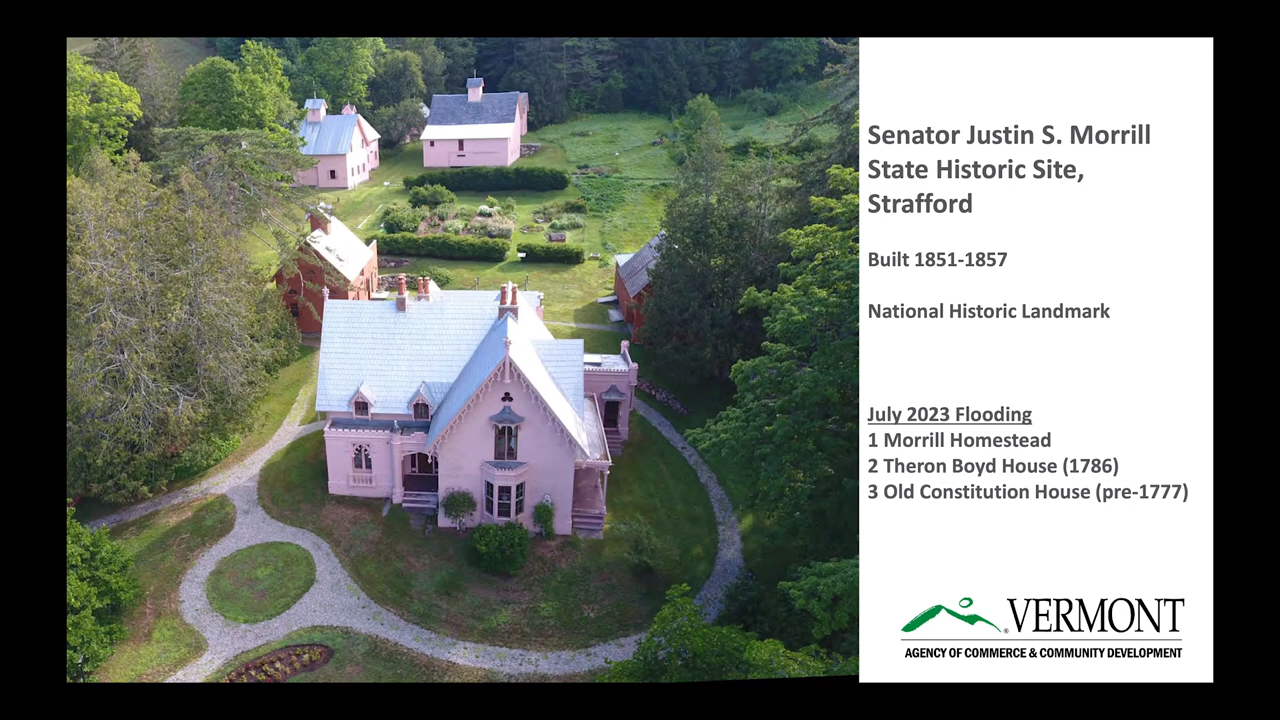 Senator Justin S. Morrill
State Historic Site,
Strafford
Built 1851-1857
National Historic Landmark
July 2023 Flooding
1 Morrill Homestead
2 Theron Boyd House (1786)
3 Old Constitution House (pre-1777)
® VERMONT
AGENCY OF COMMERCE & COMMUNITY DEVELOPMENT